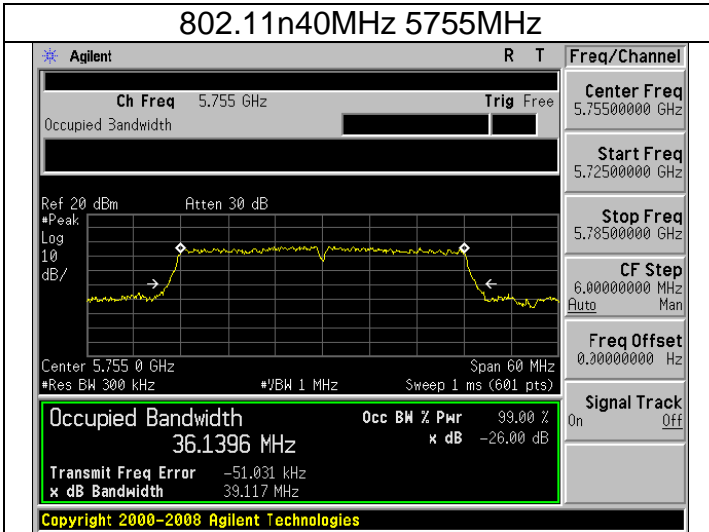 802.11n40MHz 5755MHz
Agilent R T Freq/Channel
Ch Freq 5.755 GHz Trig Free
Occupied Bandwidth
Center Freq
5.75500000 GHz
Start Freq
5.72500000 GHz
Stop Freq
5.78500000 GHz
CF Step
6.00000000 MHz
Auto Man
Freq Offset
0.00000000 Hz
Signal Track
On Off
Ref 20 dBm Atten 30 dB
#Peak
Log
10
dB/
Center 5.755 0 GHz Span 60 MHz
#Res BW 300 kHz #VBW 1 MHz Sweep 1 ms (601 pts)
Occupied Bandwidth Occ BW % Pwr 99.00 %
36.1396 MHz x dB -26.00 dB
Transmit Freq Error -51.031 kHz
x dB Bandwidth 39.117 MHz
Copyright 2000-2008 Agilent Technologies